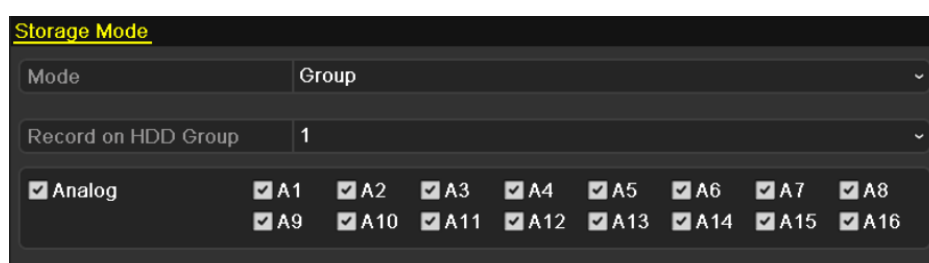 Storage Mode
Mode Group
Record on HDD Group 1
Analog A1 A2 A3 A4 A5 A6 A7 A8
A9 A10 A11 A12 A13 A14 A15 A16